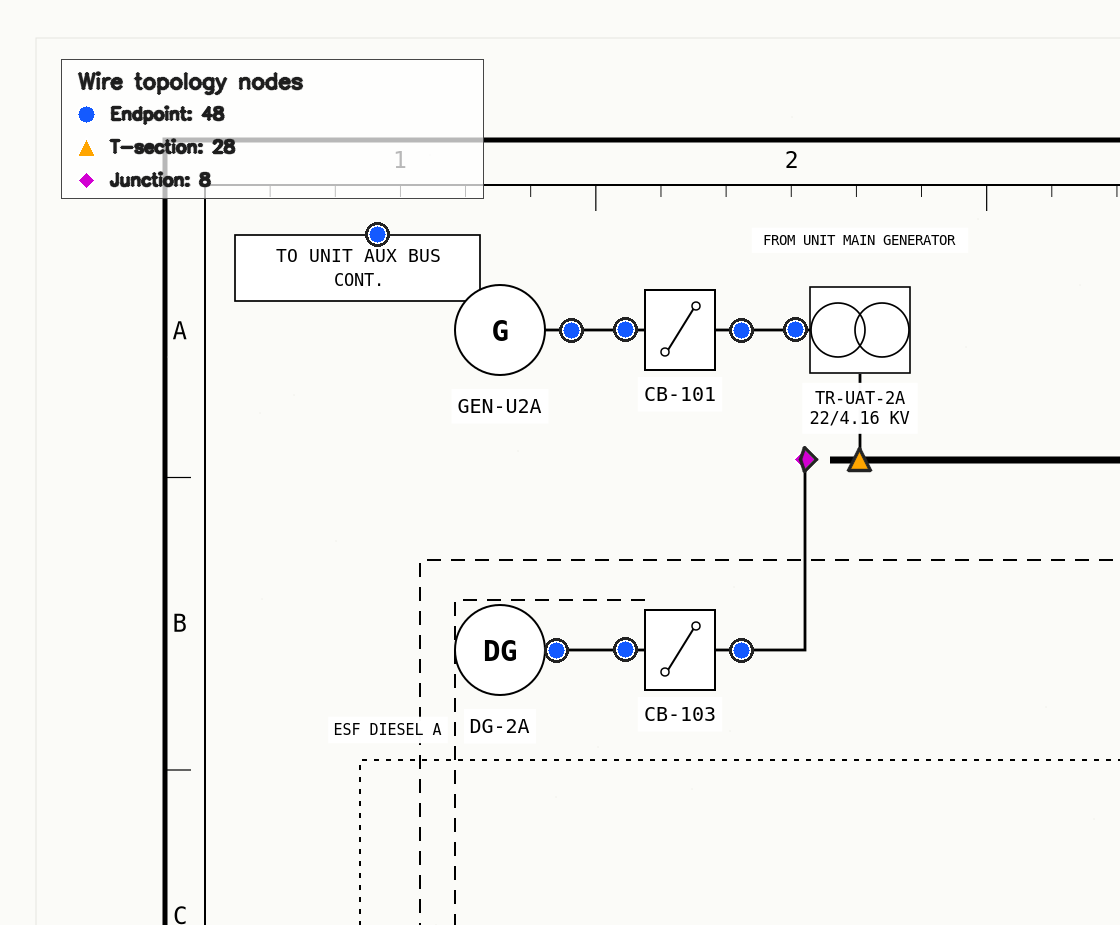 Wire topology nodes
Endpoint: 48
T-section: 28
Junction: 8
1
2
TO UNIT AUX BUS
CONT.
FROM UNIT MAIN GENERATOR
A
G
CB-101
GEN-U2A
TR-UAT-2A
22/4.16 KV
B
DG
CB-103
DG-2A
ESF DIESEL A
C